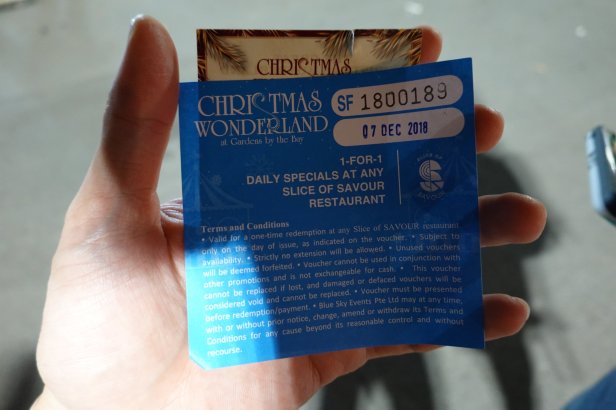 CHRISTMAS
CHRISTMAS
WONDERLAND
at Gardens by the Bay
SF 1800189
07 DEC 2018
1-FOR-1
DAILY SPECIALS AT ANY
SLICE OF SAVOUR
RESTAURANT
SLICE OF
SAVOUR
Terms and Conditions
• Valid for a one-time redemption at any Slice of SAVOUR restaurant
only on the day of issue, as indicated on the voucher. • Subject to
availability. • Strictly no extension will be allowed. • Unused vouchers
will be deemed forfeited. • Voucher cannot be used in conjunction with
other promotions and is not exchangeable for cash. • This voucher
cannot be replaced if lost, and damaged or defaced vouchers will be
considered void and cannot be replaced. • Voucher must be presented
before redemption/payment. • Blue Sky Events Pte Ltd may at any time,
with or without prior notice, change, amend or withdraw its Terms and
Conditions for any cause beyond its reasonable control and without
recourse.